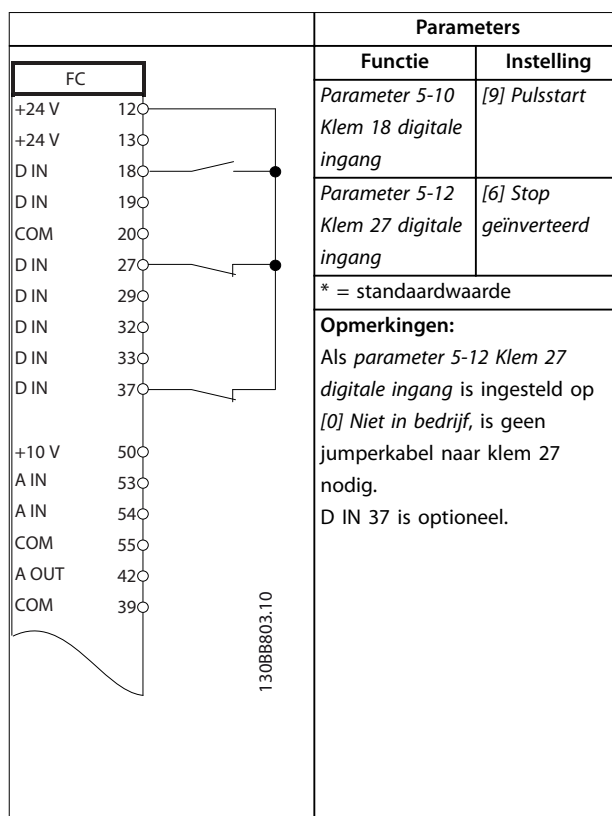 FC
+24 V 12
+24 V 13
D IN 18
D IN 19
COM 20
D IN 27
D IN 29
D IN 32
D IN 33
D IN 37
+10 V 50
A IN 53
A IN 54
COM 55
A OUT 42
COM 39
130BB803.10
Parameters
Functie Instelling
Parameter 5-10 [9] Pulsstart
Klem 18 digitale
ingang
Parameter 5-12 [6] Stop
Klem 27 digitale geïnverteerd
ingang
* = standaardwaarde
Opmerkingen:
Als parameter 5-12 Klem 27
digitale ingang is ingesteld op
[0] Niet in bedrijf, is geen
jumperkabel naar klem 27
nodig.
D IN 37 is optioneel.